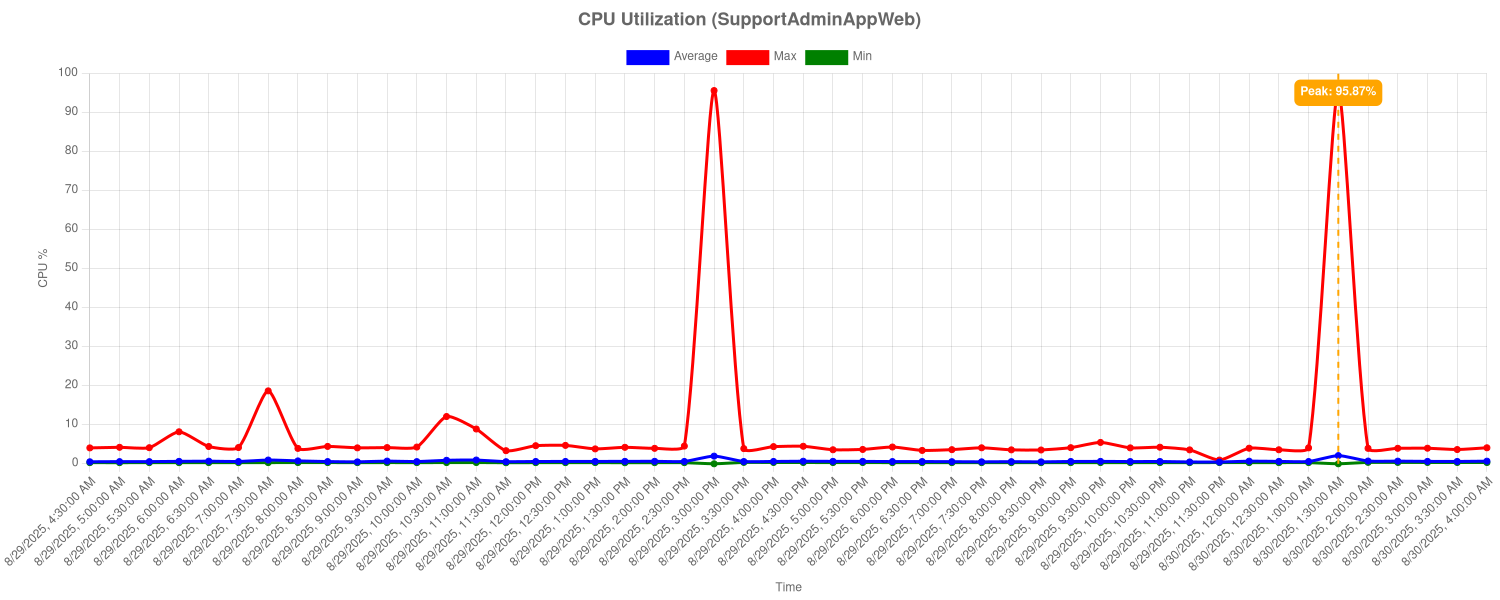 CPU Utilization (SupportAdminAppWeb)
Average Max Min
100
90
80
70
60
50
40
30
20
10
0
CPU %
Peak: 95.87%
8/29/2025, 4:30:00 AM
8/29/2025, 5:00:00 AM
8/29/2025, 5:30:00 AM
8/29/2025, 6:00:00 AM
8/29/2025, 6:30:00 AM
8/29/2025, 7:00:00 AM
8/29/2025, 7:30:00 AM
8/29/2025, 8:00:00 AM
8/29/2025, 8:30:00 AM
8/29/2025, 9:00:00 AM
8/29/2025, 9:30:00 AM
8/29/2025, 10:00:00 AM
8/29/2025, 10:30:00 AM
8/29/2025, 11:00:00 AM
8/29/2025, 11:30:00 AM
8/29/2025, 12:00:00 PM
8/29/2025, 12:30:00 PM
8/29/2025, 1:00:00 PM
8/29/2025, 1:30:00 PM
8/29/2025, 2:00:00 PM
8/29/2025, 2:30:00 PM
8/29/2025, 3:00:00 PM
8/29/2025, 3:30:00 PM
8/29/2025, 4:00:00 PM
8/29/2025, 4:30:00 PM
8/29/2025, 5:00:00 PM
8/29/2025, 5:30:00 PM
8/29/2025, 6:00:00 PM
8/29/2025, 6:30:00 PM
8/29/2025, 7:00:00 PM
8/29/2025, 7:30:00 PM
8/29/2025, 8:00:00 PM
8/29/2025, 8:30:00 PM
8/29/2025, 9:00:00 PM
8/29/2025, 9:30:00 PM
8/29/2025, 10:00:00 PM
8/29/2025, 10:30:00 PM
8/29/2025, 11:00:00 PM
8/29/2025, 11:30:00 PM
8/30/2025, 12:00:00 AM
8/30/2025, 12:30:00 AM
8/30/2025, 1:00:00 AM
8/30/2025, 1:30:00 AM
8/30/2025, 2:00:00 AM
8/30/2025, 2:30:00 AM
8/30/2025, 3:00:00 AM
8/30/2025, 3:30:00 AM
8/30/2025, 4:00:00 AM
Time